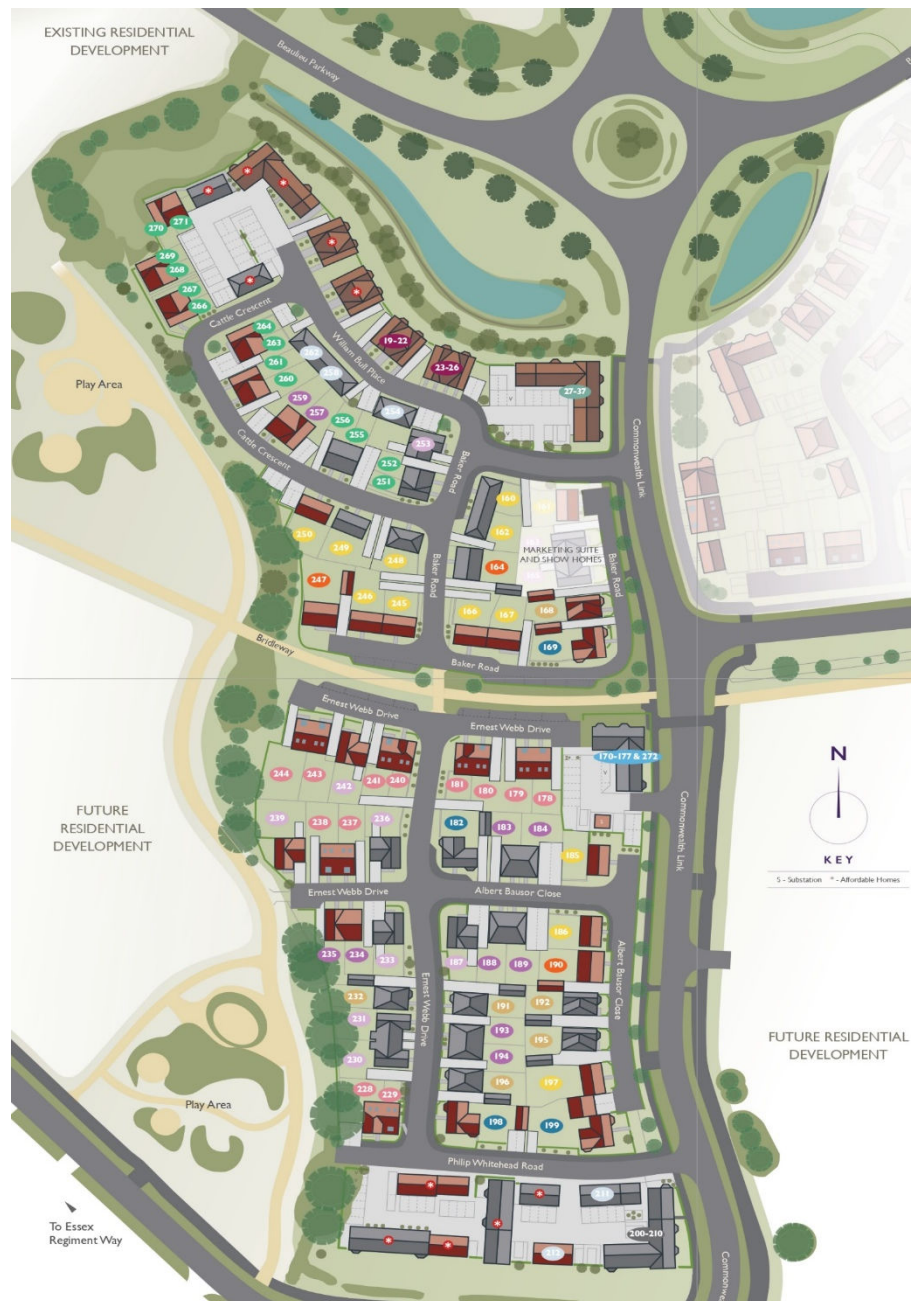 EXISTING RESIDENTIAL
DEVELOPMENT
Beaulieu Parkway
270
271
269
268
267
266
Cattle Crescent
William Bull Place
19-22
23-26
27-37
264
263
262
261
260
258
259
257
256
255
254
253
252
251
Play Area
Cattle Crescent
Baker Road
Commonwealth Link
160
162
164
MARKETING SUITE
AND SHOW HOMES
Baker Road
Baker Road
250
249
248
247
246
245
166
167
168
169
Baker Road
Bridleway
Ernest Webb Drive
Ernest Webb Drive
170-177 & 272
N
KEY
S - Substation * - Affordable Homes
244
243
242
241
240
181
180
179
178
239
238
237
236
182
183
184
185
S
Commonwealth Link
FUTURE
RESIDENTIAL
DEVELOPMENT
Ernest Webb Drive
Albert Bausor Close
186
235
234
233
187
188
189
190
Albert Bausor Close
Ernest Webb Drive
232
231
230
191
192
193
194
195
196
197
228
229
198
199
FUTURE RESIDENTIAL
DEVELOPMENT
Play Area
Philip Whitehead Road
211
200-210
212
To Essex
Regiment Way
Commonwe